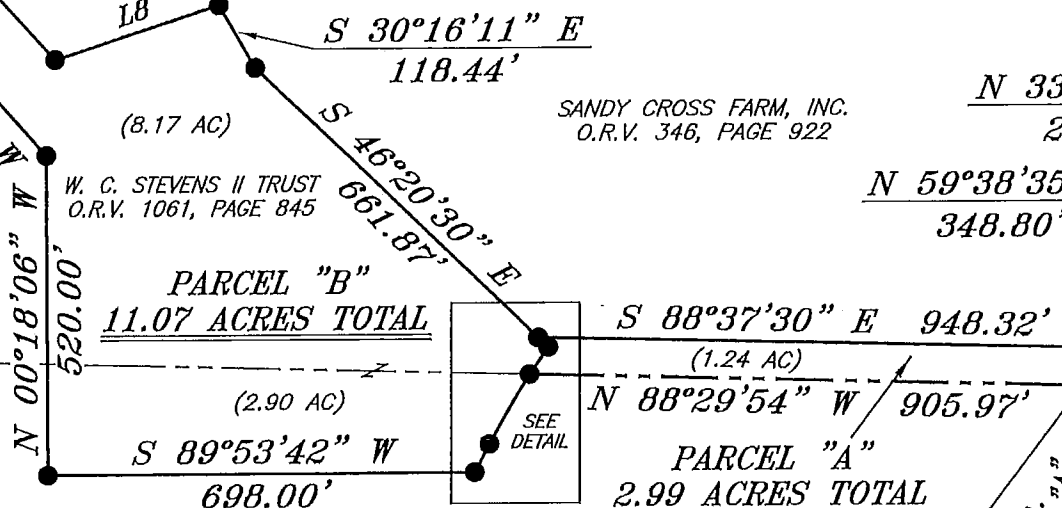 L8
S 30°16'11" E
118.44'
SANDY CROSS FARM, INC.
O.R.V. 346, PAGE 922
N 33
2
(8.17 AC)
W
S 46°20'30" E
661.87'
W. C. STEVENS II TRUST
O.R.V. 1061, PAGE 845
N 59°38'35
348.80'
N 00°18'06" W
520.00'
PARCEL "B"
11.07 ACRES TOTAL
S 88°37'30" E 948.32'
(1.24 AC)
(2.90 AC)
N 88°29'54" W 905.97'
SEE
DETAIL
S 89°53'42" W
698.00'
PARCEL "A"
2.99 ACRES TOTAL